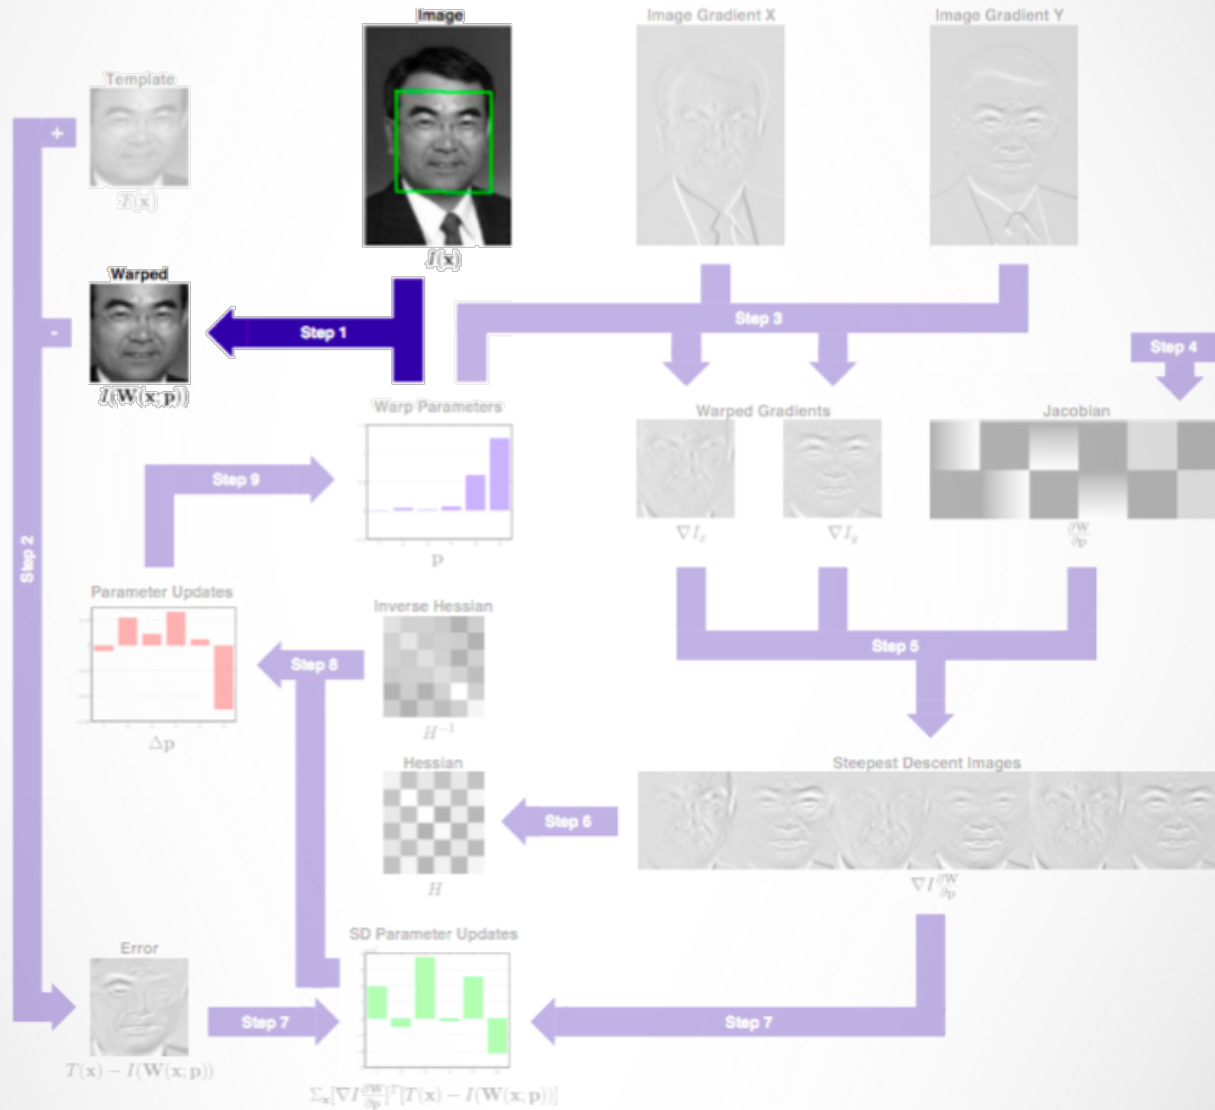 Image
Image Gradient X
Image Gradient Y
Template
+
T(x)
I(x)
Warped
-
Step 1
Step 3
Step 4
I(W(x;p))
Warp Parameters
Warped Gradients
Jacobian
Step 9
∇I_x
∇I_y
∂W/∂p
p
Step 2
Parameter Updates
Inverse Hessian
Step 5
Step 8
H^{-1}
Δp
Hessian
Steepest Descent Images
Step 6
H
∇I ∂W/∂p
SD Parameter Updates
Error
Step 7
Step 7
T(x) − I(W(x;p))
Σ_x[∇I ∂W/∂p]^T[T(x) − I(W(x;p))]